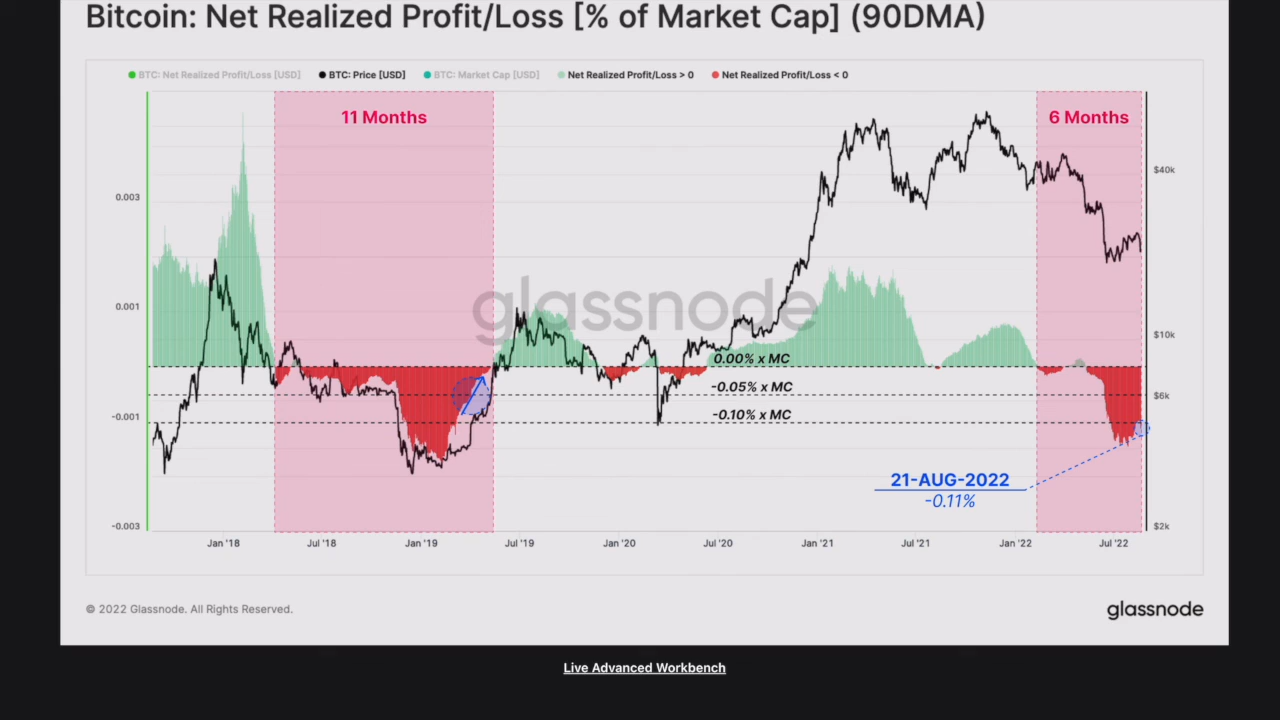 Bitcoin: Net Realized Profit/Loss [% of Market Cap] (90DMA)
BTC: Net Realized Profit/Loss [USD] BTC: Price [USD] BTC: Market Cap [USD] Net Realized Profit/Loss > 0 Net Realized Profit/Loss < 0
11 Months
6 Months
$40k
0.003
glassnode
0.001
$10k
0.00% x MC
-0.05% x MC
$6k
-0.10% x MC
-0.001
21-AUG-2022
-0.11%
-0.003
$2k
Jan '18 Jul '18 Jan '19 Jul '19 Jan '20 Jul '20 Jan '21 Jul '21 Jan '22 Jul '22
© 2022 Glassnode. All Rights Reserved.
glassnode
Live Advanced Workbench